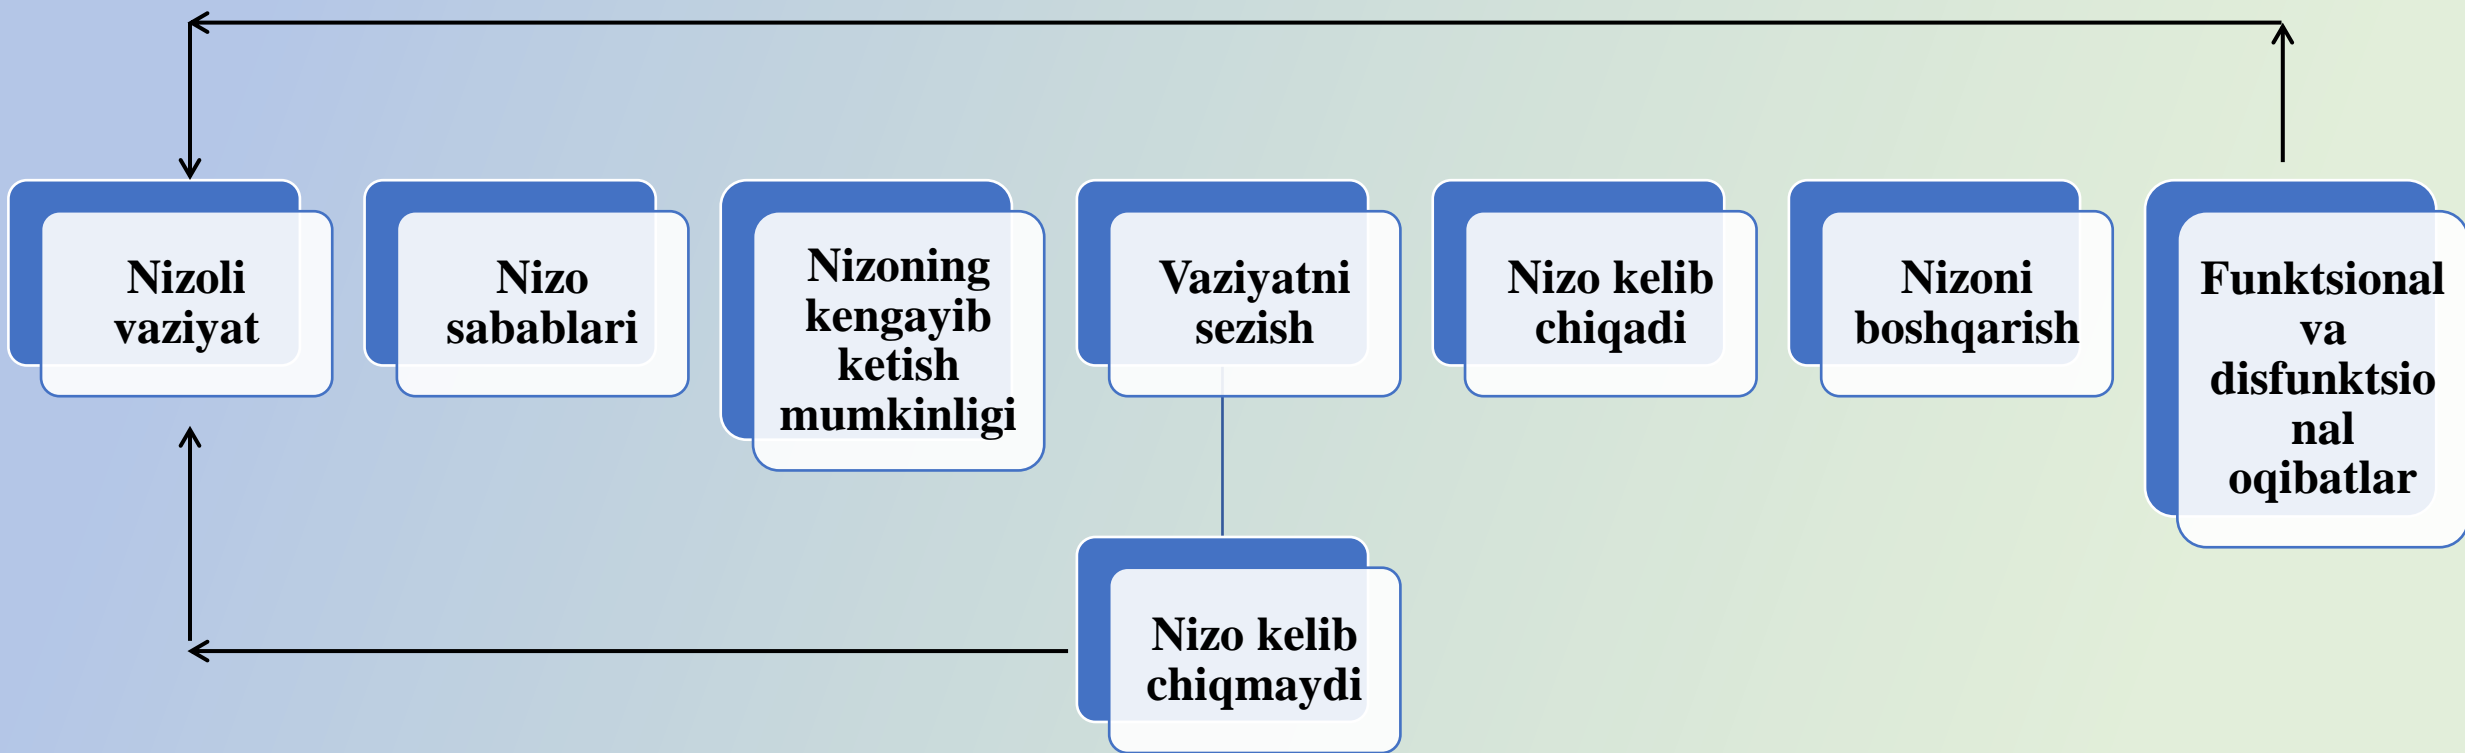 Nizoli
vaziyat
Nizo
sabablari
Nizoning
kengayib
ketish
mumkinligi
Vaziyatni
sezish
Nizo kelib
chiqadi
Nizoni
boshqarish
Funktsional
va
disfunktsio
nal
oqibatlar
Nizo kelib
chiqmaydi